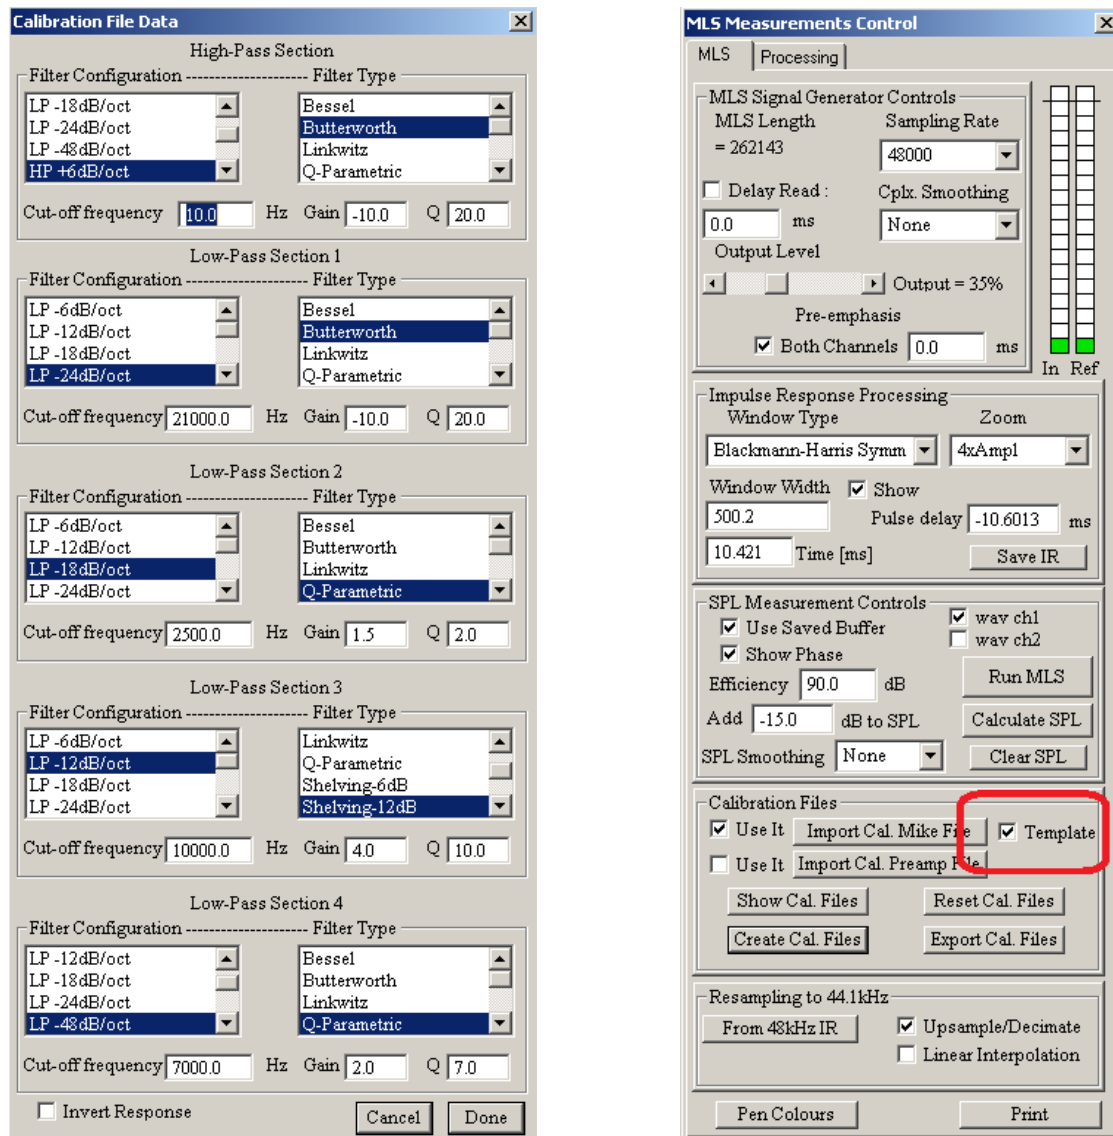 Calibration File Data
High-Pass Section
Filter Configuration -------------------- Filter Type
LP -18dB/oct
LP -24dB/oct
LP -48dB/oct
HP +6dB/oct
Bessel
Butterworth
Linkwitz
Q-Parametric
Cut-off frequency 10.0 Hz Gain -10.0 Q 20.0
Low-Pass Section 1
Filter Configuration -------------------- Filter Type
LP -6dB/oct
LP -12dB/oct
LP -18dB/oct
LP -24dB/oct
Bessel
Butterworth
Linkwitz
Q-Parametric
Cut-off frequency 21000.0 Hz Gain -10.0 Q 20.0
Low-Pass Section 2
Filter Configuration -------------------- Filter Type
LP -6dB/oct
LP -12dB/oct
LP -18dB/oct
LP -24dB/oct
Bessel
Butterworth
Linkwitz
Q-Parametric
Cut-off frequency 2500.0 Hz Gain 1.5 Q 2.0
Low-Pass Section 3
Filter Configuration -------------------- Filter Type
LP -6dB/oct
LP -12dB/oct
LP -18dB/oct
LP -24dB/oct
Linkwitz
Q-Parametric
Shelving-6dB
Shelving-12dB
Cut-off frequency 10000.0 Hz Gain 4.0 Q 10.0
Low-Pass Section 4
Filter Configuration -------------------- Filter Type
LP -12dB/oct
LP -18dB/oct
LP -24dB/oct
LP -48dB/oct
Bessel
Butterworth
Linkwitz
Q-Parametric
Cut-off frequency 7000.0 Hz Gain 2.0 Q 7.0
Invert Response
Cancel Done
MLS Measurements Control
MLS Processing
MLS Signal Generator Controls
MLS Length Sampling Rate
= 262143 48000
Delay Read : Cplx. Smoothing
0.0 ms None
Output Level
Output = 35%
Pre-emphasis
Both Channels 0.0 ms
In Ref
Impulse Response Processing
Window Type Zoom
Blackmann-Harris Symm 4xAmpl
Window Width Show
500.2 Pulse delay -10.6013 ms
10.421 Time [ms] Save IR
SPL Measurement Controls
Use Saved Buffer wav ch1
wav ch2
Show Phase
Efficiency 90.0 dB Run MLS
Add -15.0 dB to SPL Calculate SPL
SPL Smoothing None Clear SPL
Calibration Files
Use It Import Cal. Mike File Template
Use It Import Cal. Preamp File
Show Cal. Files Reset Cal. Files
Create Cal. Files Export Cal. Files
Resampling to 44.1kHz
From 48kHz IR Upsample/Decimate
Linear Interpolation
Pen Colours Print